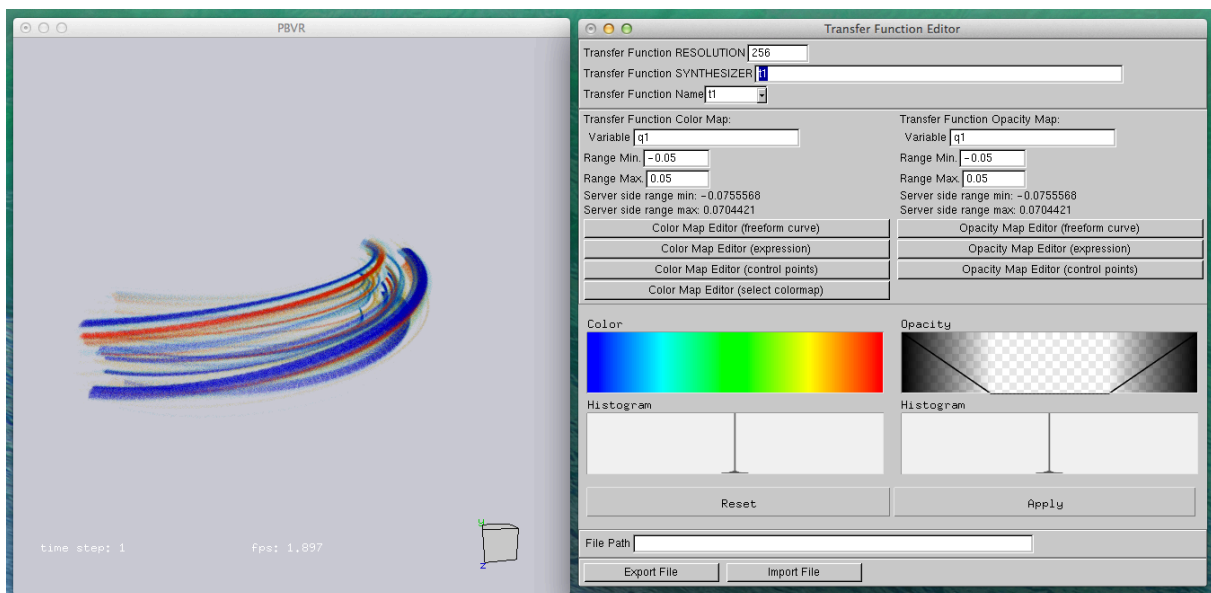 PBVR
time step: 1
fps: 1.897
y
z
Transfer Function Editor
Transfer Function RESOLUTION 256
Transfer Function SYNTHESIZER t1
Transfer Function Name t1
Transfer Function Color Map:
Variable q1
Range Min. -0.05
Range Max. 0.05
Server side range min: -0.0755568
Server side range max: 0.0704421
Color Map Editor (freeform curve)
Color Map Editor (expression)
Color Map Editor (control points)
Color Map Editor (select colormap)
Transfer Function Opacity Map:
Variable q1
Range Min. -0.05
Range Max. 0.05
Server side range min: -0.0755568
Server side range max: 0.0704421
Opacity Map Editor (freeform curve)
Opacity Map Editor (expression)
Opacity Map Editor (control points)
Color
Histogram
Opacity
Histogram
Reset
Apply
File Path
Export File
Import File